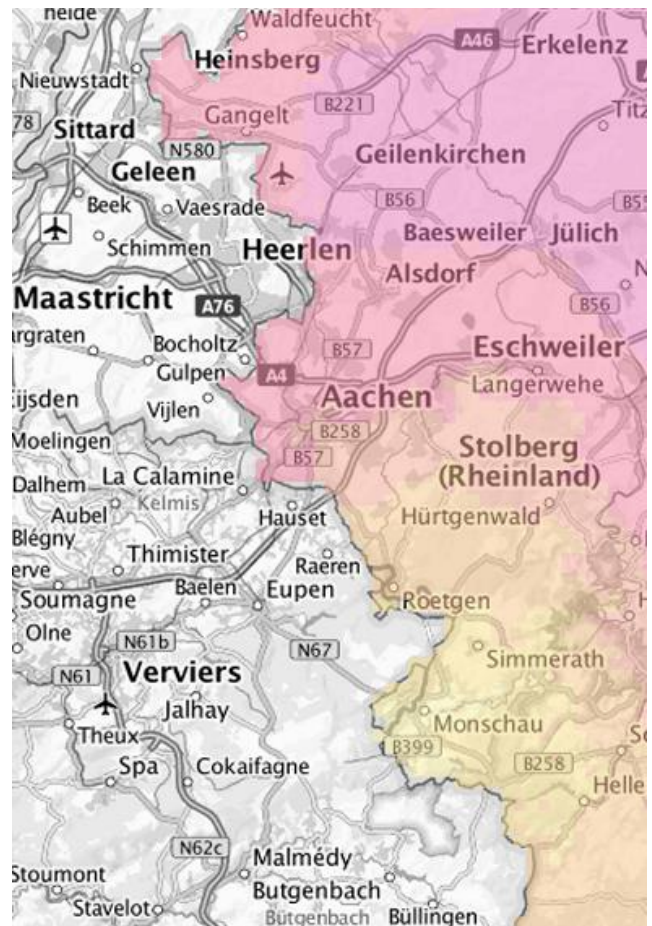 Waldfeucht
A46
Erkelenz
Heinsberg
Nieuwstadt
B221
Titz
78
Gangelt
Sittard
N580
Geilenkirchen
Geleen
B56
Beek
Vaesrade
Baesweiler
Jülich
Schimmen
Heerlen
Alsdorf
N
Maastricht
A76
B56
argraten
Bocholtz
B57
Eschweiler
Gulpen
A4
Langerwehe
Eijsden
Vijlen
Aachen
Moelingen
B258
Stolberg
(Rheinland)
B57
La Calamine
Dalhem
Kelmis
Aubel
Hauset
Hürtgenwald
Blégny
Thimister
Raeren
erve
Baelen
Eupen
Soumagne
Roetgen
Olne
N61b
N67
Simmerath
N61
Verviers
Jalhay
Monschau
Theux
B399
Spa
Cokaifagne
B258
Helle
N62c
Malmédy
Stoumont
Butgenbach
Stavelot
Bütgenbach
Büllingen